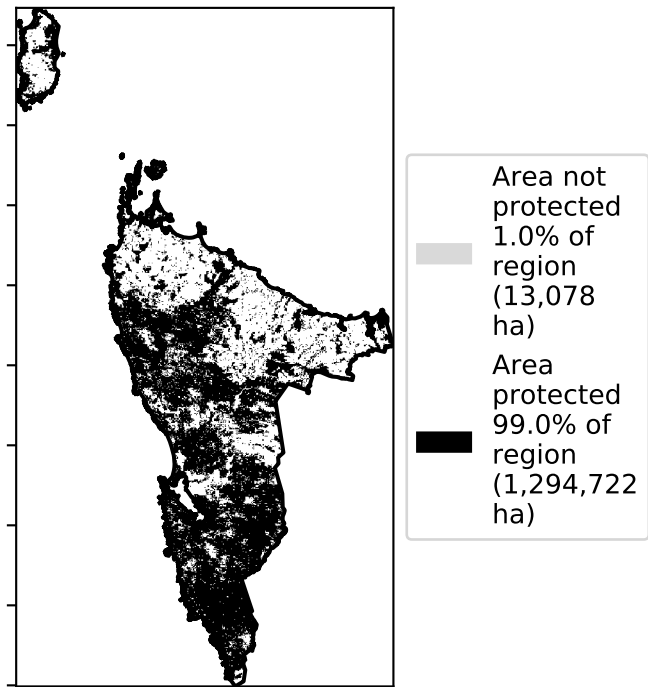 Area not
protected
1.0% of
region
(13,078
ha)
Area
protected
99.0% of
region
(1,294,722
ha)